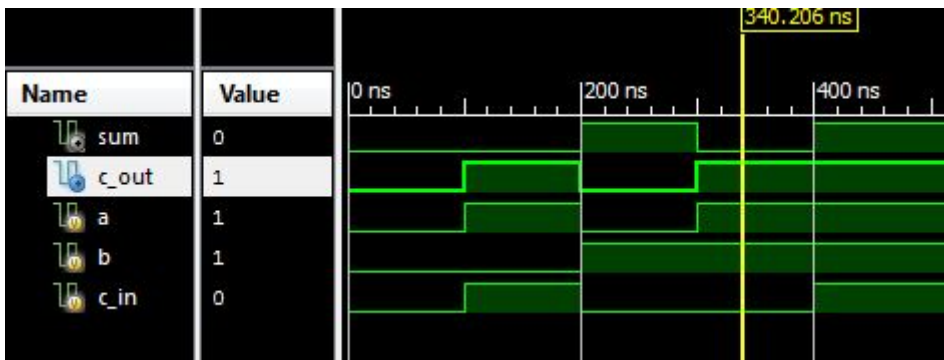 340.206 ns
Name Value 0 ns 200 ns 400 ns
sum 0
c_out 1
a 1
b 1
c_in 0